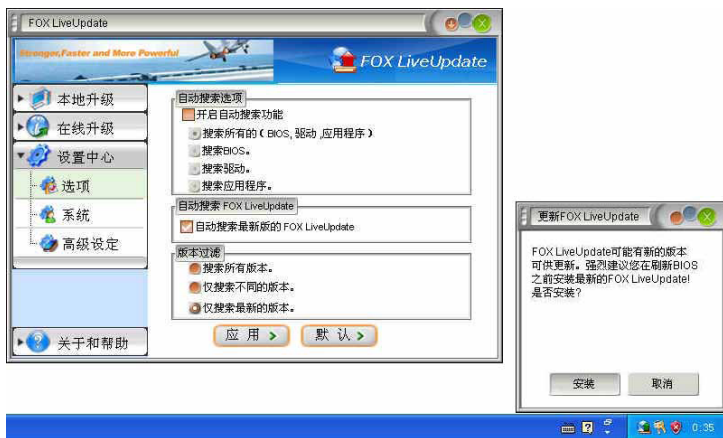 FOX LiveUpdate
Stronger,Faster and More Powerful
FOX LiveUpdate
本地升级
在线升级
设置中心
选项
系统
高级设定
关于和帮助
自动搜索选项
开启自动搜索功能
搜索所有的(BIOS,驱动,应用程序)
搜索BIOS。
搜索驱动。
搜索应用程序。
自动搜索 FOX LiveUpdate
自动搜索最新版的 FOX LiveUpdate
版本过滤
搜索所有版本。
仅搜索不同的版本。
仅搜索最新的版本。
应 用
默 认
更新FOX LiveUpdate
FOX LiveUpdate可能有新的版本
可供更新。强烈建议您在刷新BIOS
之前安装最新的FOX LiveUpdate!
是否安装?
安装
取消
0:35